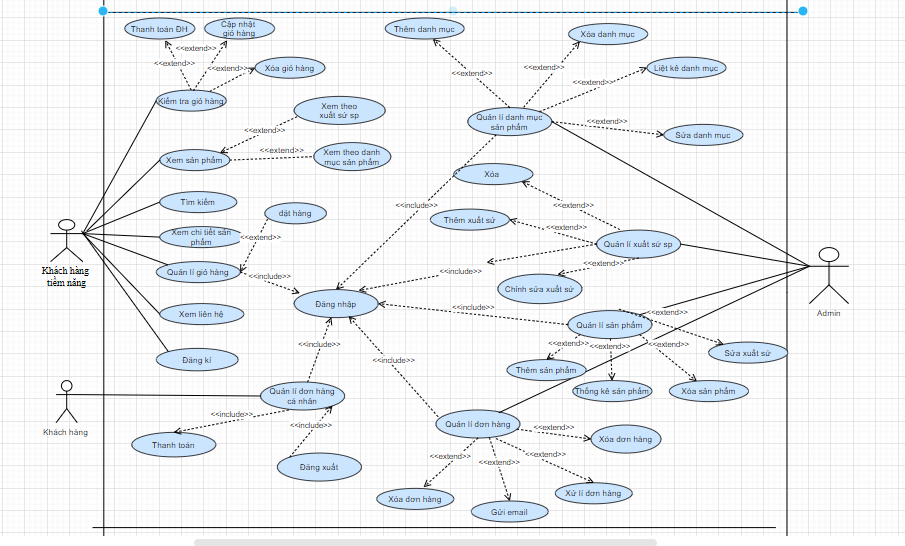 Thanh toán ĐH
Cập nhật
giỏ hàng
Thêm danh mục
Xóa danh mục
<<extend>>
<<extend>>
<<extend>>
Xóa giỏ hàng
<<extend>>
<<extend>>
<<extend>>
Liệt kê danh mục
Kiểm tra giỏ hàng
Xem theo
xuất sứ sp
Quản lí danh mục
sản phẩm
<<extend>>
<<extend>>
Sửa danh mục
<<extend>>
Xem sản phẩm
Xem theo danh
mục sản phẩm
Xóa
Tìm kiếm
<<include>>
<<extend>>
đặt hàng
Thêm xuất sứ
<<extend>>
Xem chi tiết sản
phẩm
<<extend>>
Quản lí xuất sứ sp
Khách hàng
tiềm năng
Quản lí giỏ hàng
<<include>>
<<include>>
<<extend>>
Chỉnh sửa xuất sứ
Đăng nhập
<<include>>
Xem liên hệ
<<extend>>
Admin
Quản lí sản phẩm
<<include>>
<<extend>>
<<extend>>
<<extend>>
Sửa xuất sứ
Đăng kí
<<include>>
Thêm sản phẩm
Quản lí đơn hàng
cá nhân
Thống kê sản phẩm
Xóa sản phẩm
<<include>>
Khách hàng
<<include>>
Quản lí đơn hàng
<<extend>>
Thanh toán
Xóa đơn hàng
<<extend>>
<<extend>>
<<extend>>
Đăng xuất
Xóa đơn hàng
Xử lí đơn hàng
Gửi email